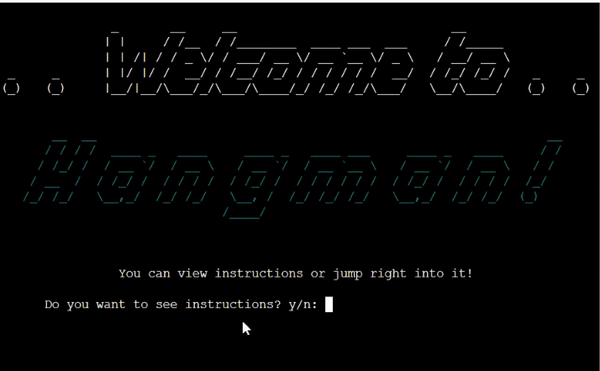 . . Welcome to . .
Hangman!
You can view instructions or jump right into it!
Do you want to see instructions? y/n: